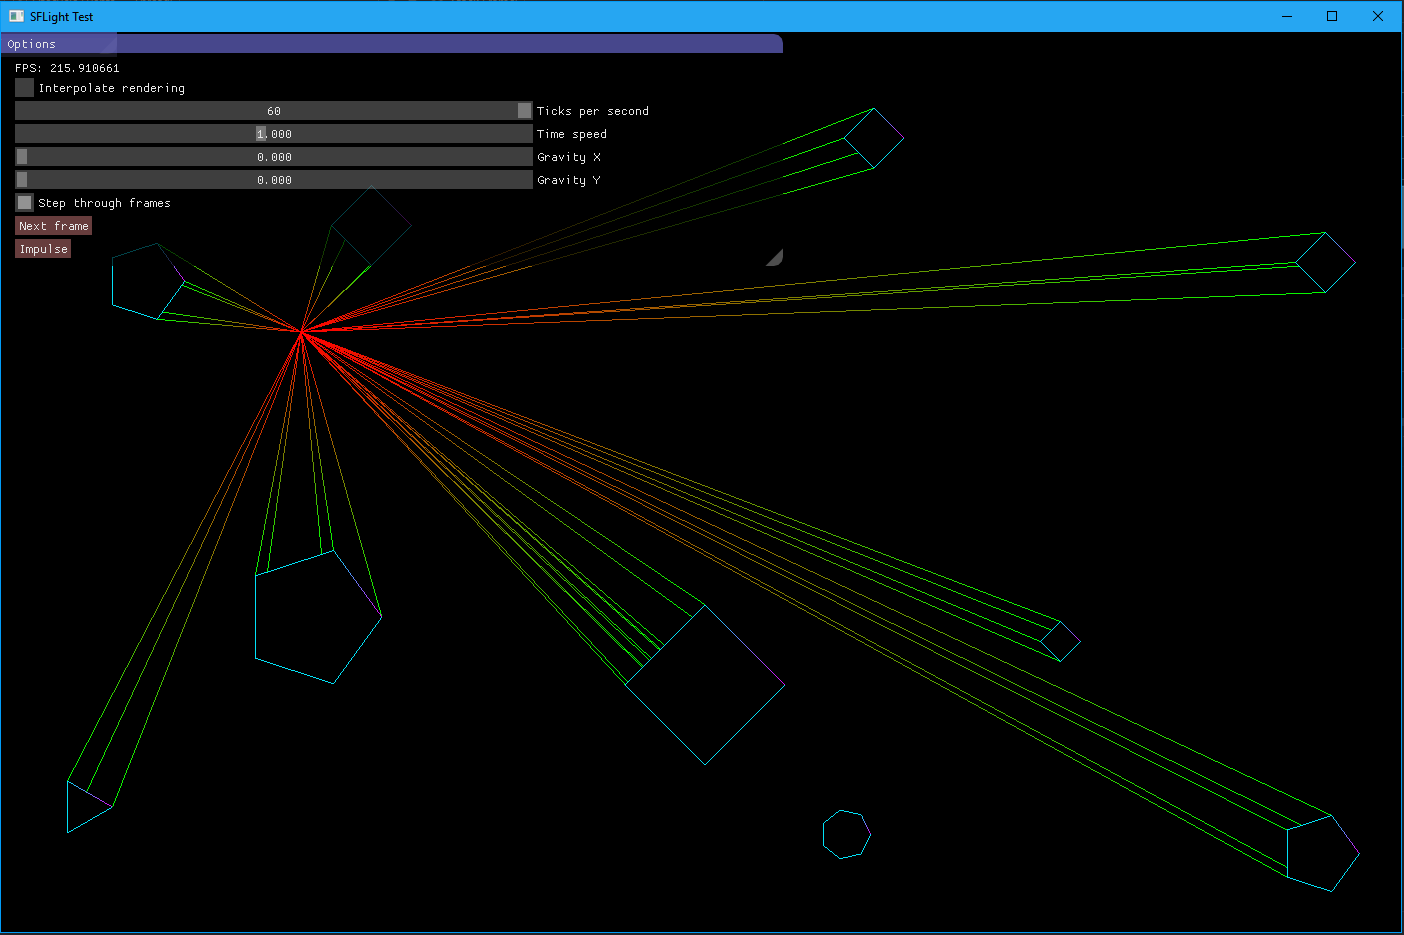 SFLight Test
Options
FPS: 215.910661
Interpolate rendering
60 Ticks per second
1.000 Time speed
0.000 Gravity X
0.000 Gravity Y
Step through frames
Next frame
Impulse